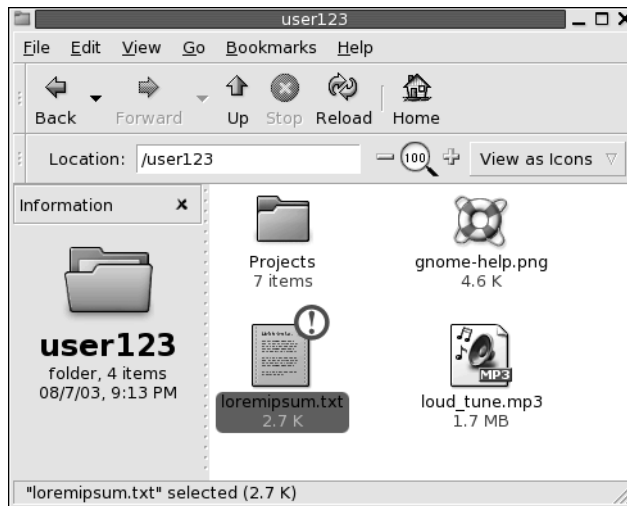 user123
File Edit View Go Bookmarks Help
Back Forward Up Stop Reload Home
Location: /user123 100 View as Icons
Information x
user123
folder, 4 items
08/7/03, 9:13 PM
Projects
7 items
gnome-help.png
4.6 K
loremipsum.txt
2.7 K
MP3
loud_tune.mp3
1.7 MB
"loremipsum.txt" selected (2.7 K)